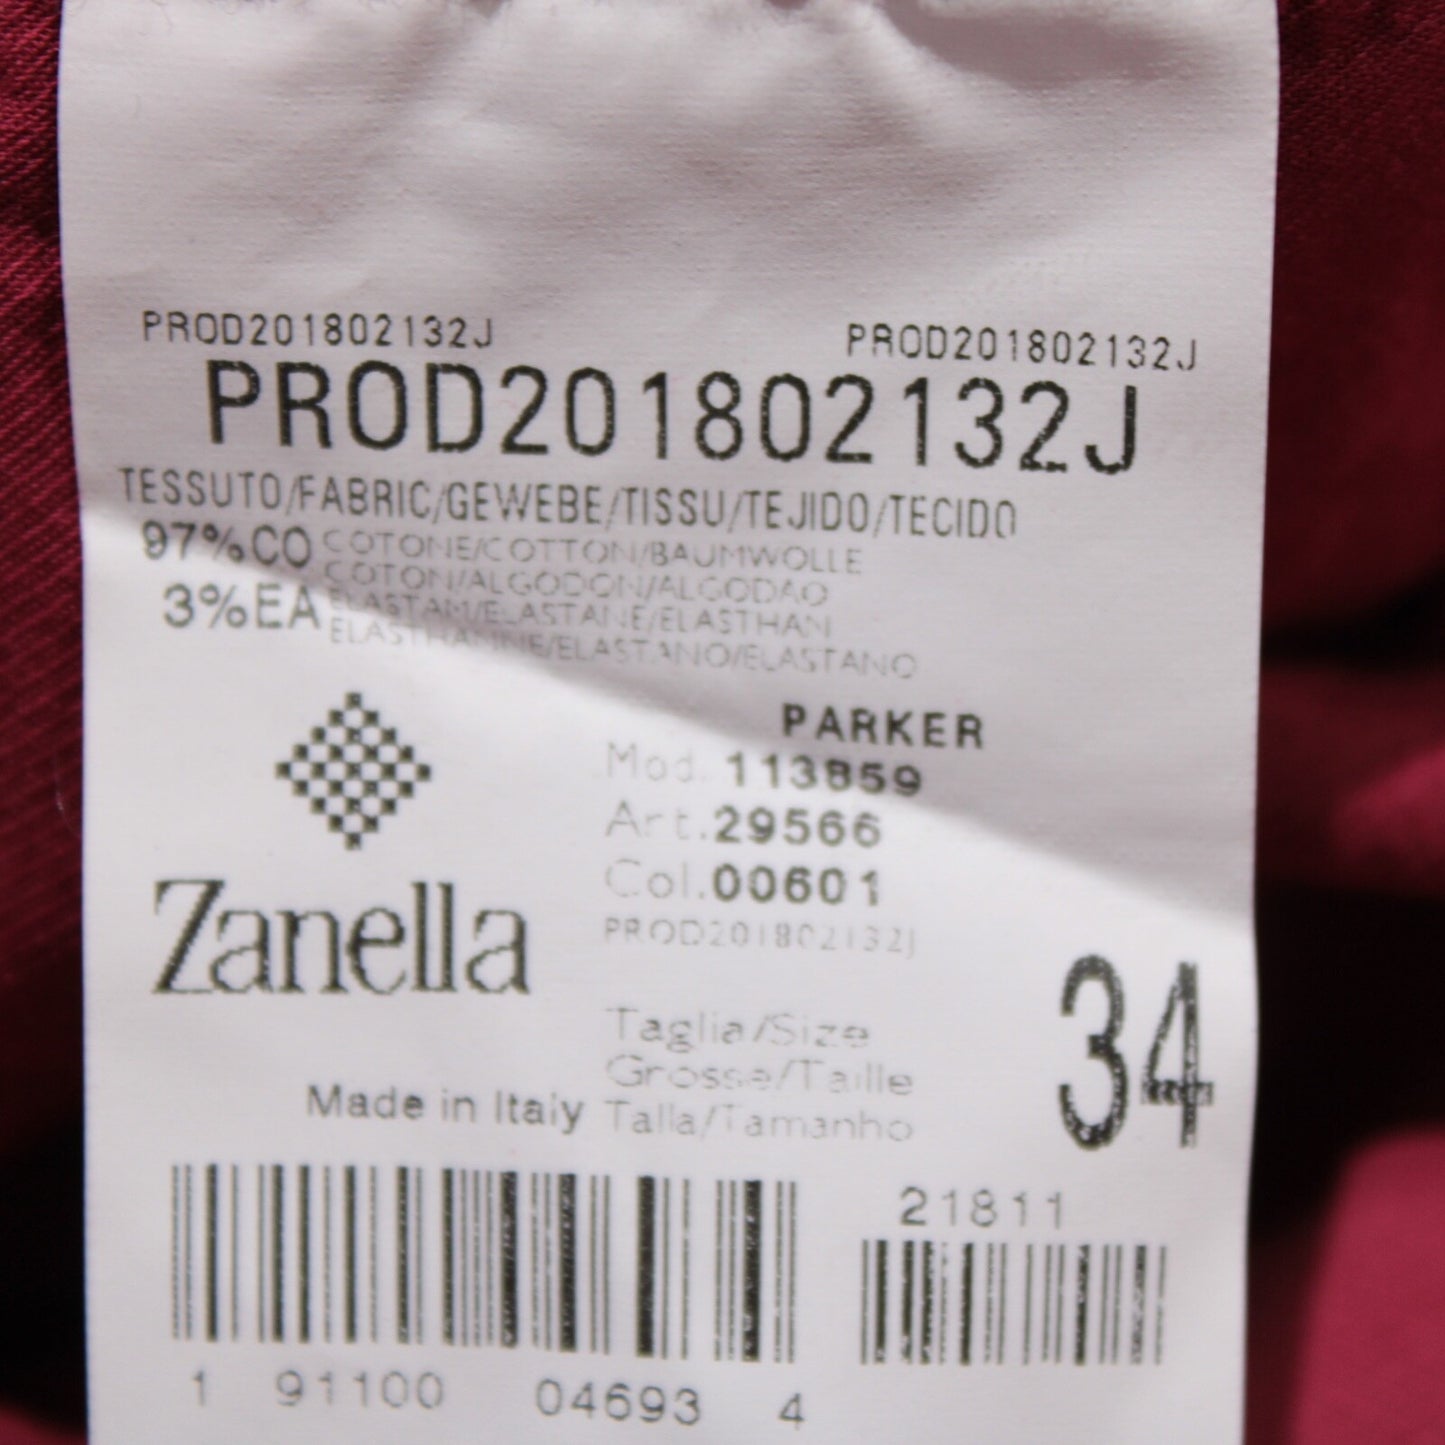 PROD201802132J PROD201802132J
PROD201802132J
TESSUTO/FABRIC/GEWEBE/TISSU/TEJIDO/TECIDO
97%CO COTONE/COTTON/BAUMWOLLE
COTON/ALGODON/ALGODAO
3%EA ELASTAN/ELASTANE/ELASTHAN
ELASTHANNE/ELASTANO/ELASTANO
PARKER
Mod. 113859
Art.29566
Col.00601
PROD201802132J
Zanella
34
Taglia/Size
Grosse/Taille
Made in Italy Talla/Tamanho
21811
1 91100 04693 4